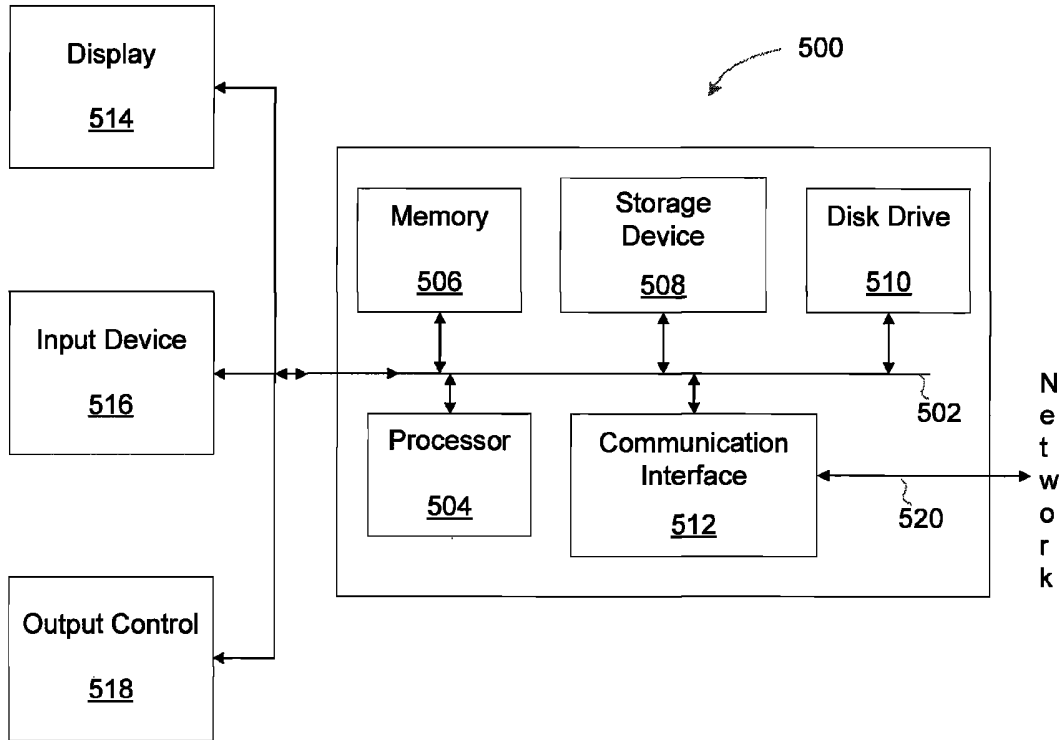 Display
514
500
Memory
506
Storage
Device
508
Disk Drive
510
Input Device
516
502
Processor
504
Communication
Interface
512
520
Network
Output Control
518